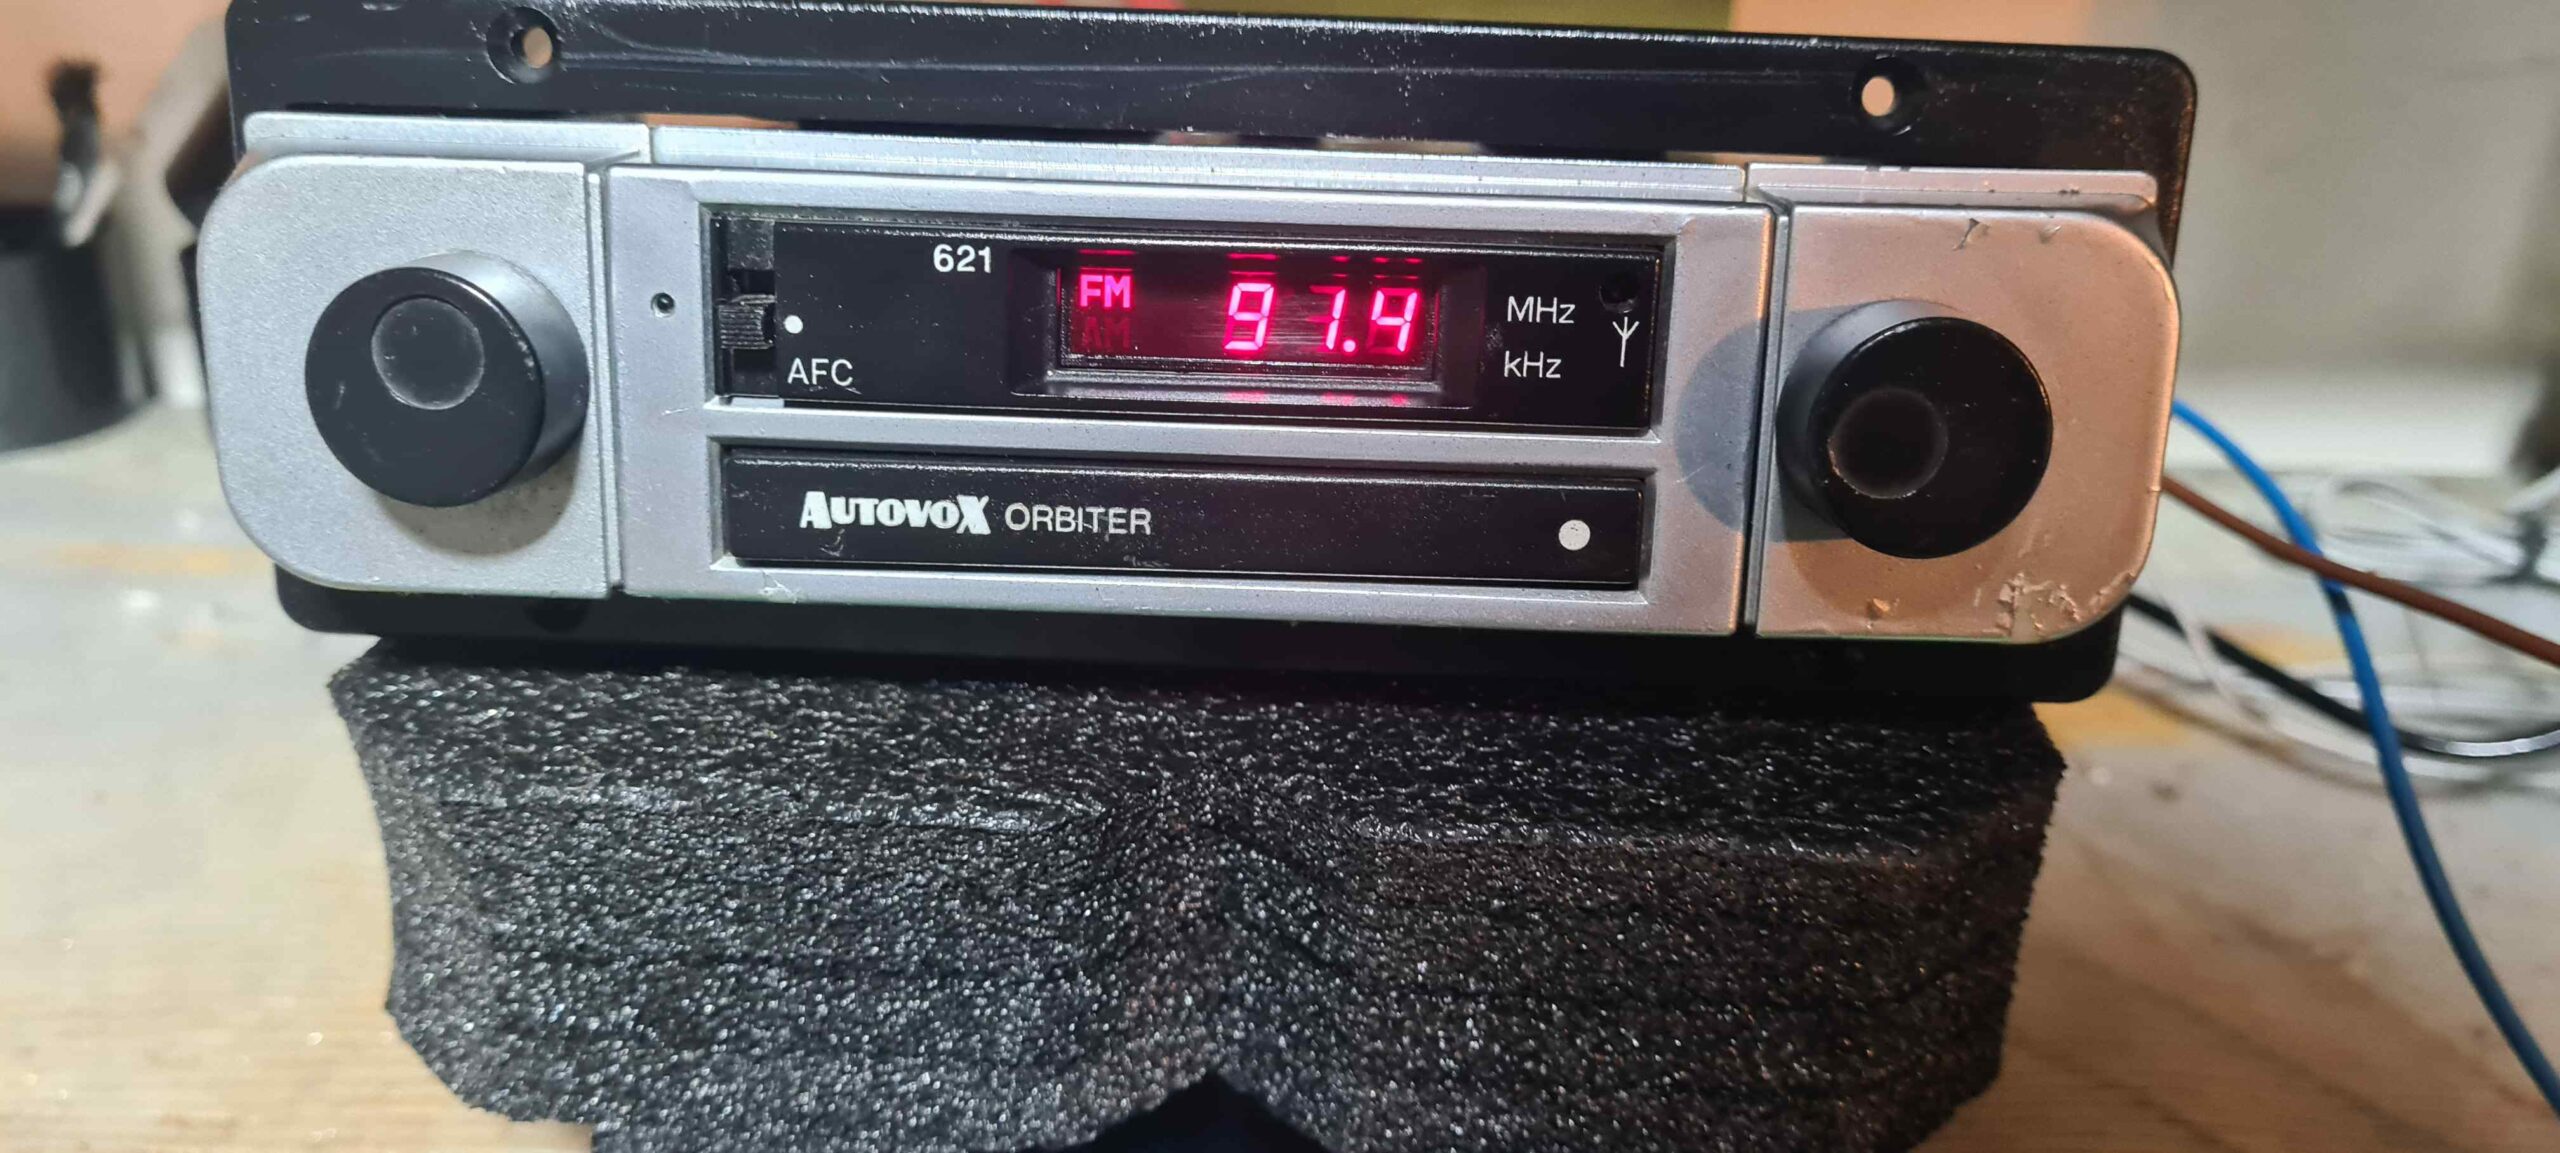 621
FM 97.4 MHz
AM kHz
AFC
AUTOVOX ORBITER